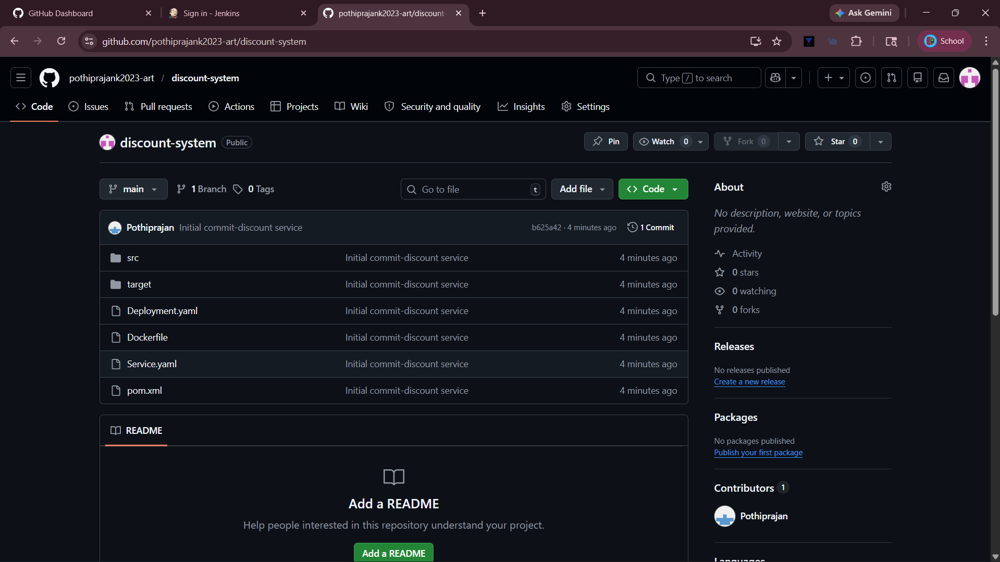 GitHub Dashboard
Sign in - Jenkins
pothiprajank2023-art/discount-
Ask Gemini
github.com/pothiprajank2023-art/discount-system
School
pothiprajank2023-art / discount-system
Type / to search
Code
Issues
Pull requests
Actions
Projects
Wiki
Security and quality
Insights
Settings
discount-system Public
Pin
Watch 0
Fork 0
Star 0
main
1 Branch
0 Tags
Go to file t
Add file
Code
Pothiprajan Initial commit-discount service b625a42 · 4 minutes ago 1 Commit
src Initial commit-discount service 4 minutes ago
target Initial commit-discount service 4 minutes ago
Deployment.yaml Initial commit-discount service 4 minutes ago
Dockerfile Initial commit-discount service 4 minutes ago
Service.yaml Initial commit-discount service 4 minutes ago
pom.xml Initial commit-discount service 4 minutes ago
README
Add a README
Help people interested in this repository understand your project.
Add a README
About
No description, website, or topics
provided.
Activity
0 stars
0 watching
0 forks
Releases
No releases published
Create a new release
Packages
No packages published
Publish your first package
Contributors 1
Pothiprajan
Languages